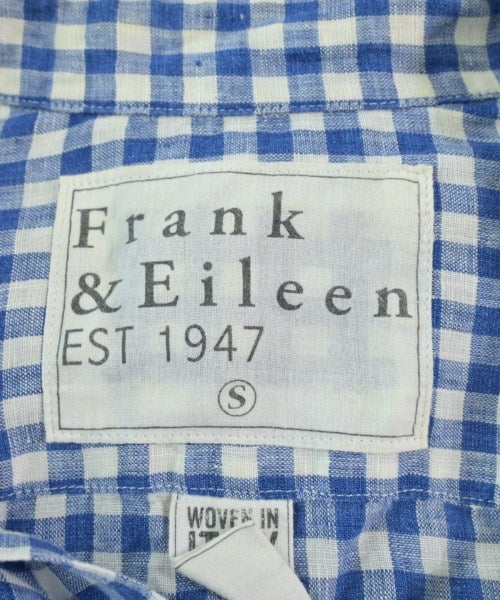 Frank
& Eileen
EST 1947
S
WOVEN IN